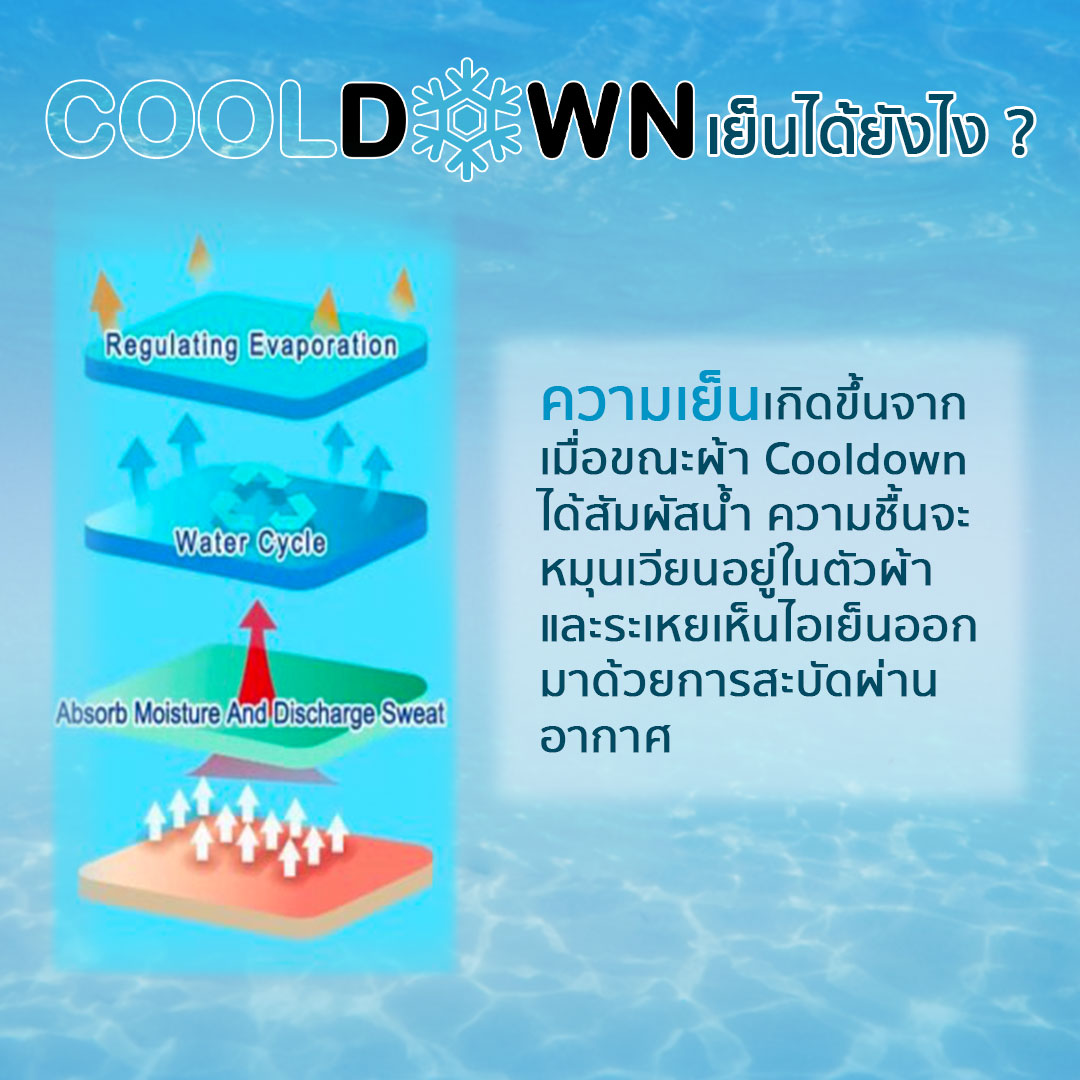 COOLDOWN เย็นได้ยังไง ?
Regulating Evaporation
Water Cycle
Absorb Moisture And Discharge Sweat
ความเย็นเกิดขึ้นจาก
เมื่อขณะผ้า Cooldown
ได้สัมผัสน้ำ ความชื้นจะ
หมุนเวียนอยู่ในตัวผ้า
และระเหยเห็นไอเย็นออก
มาด้วยการสะบัดผ่าน
อากาศ